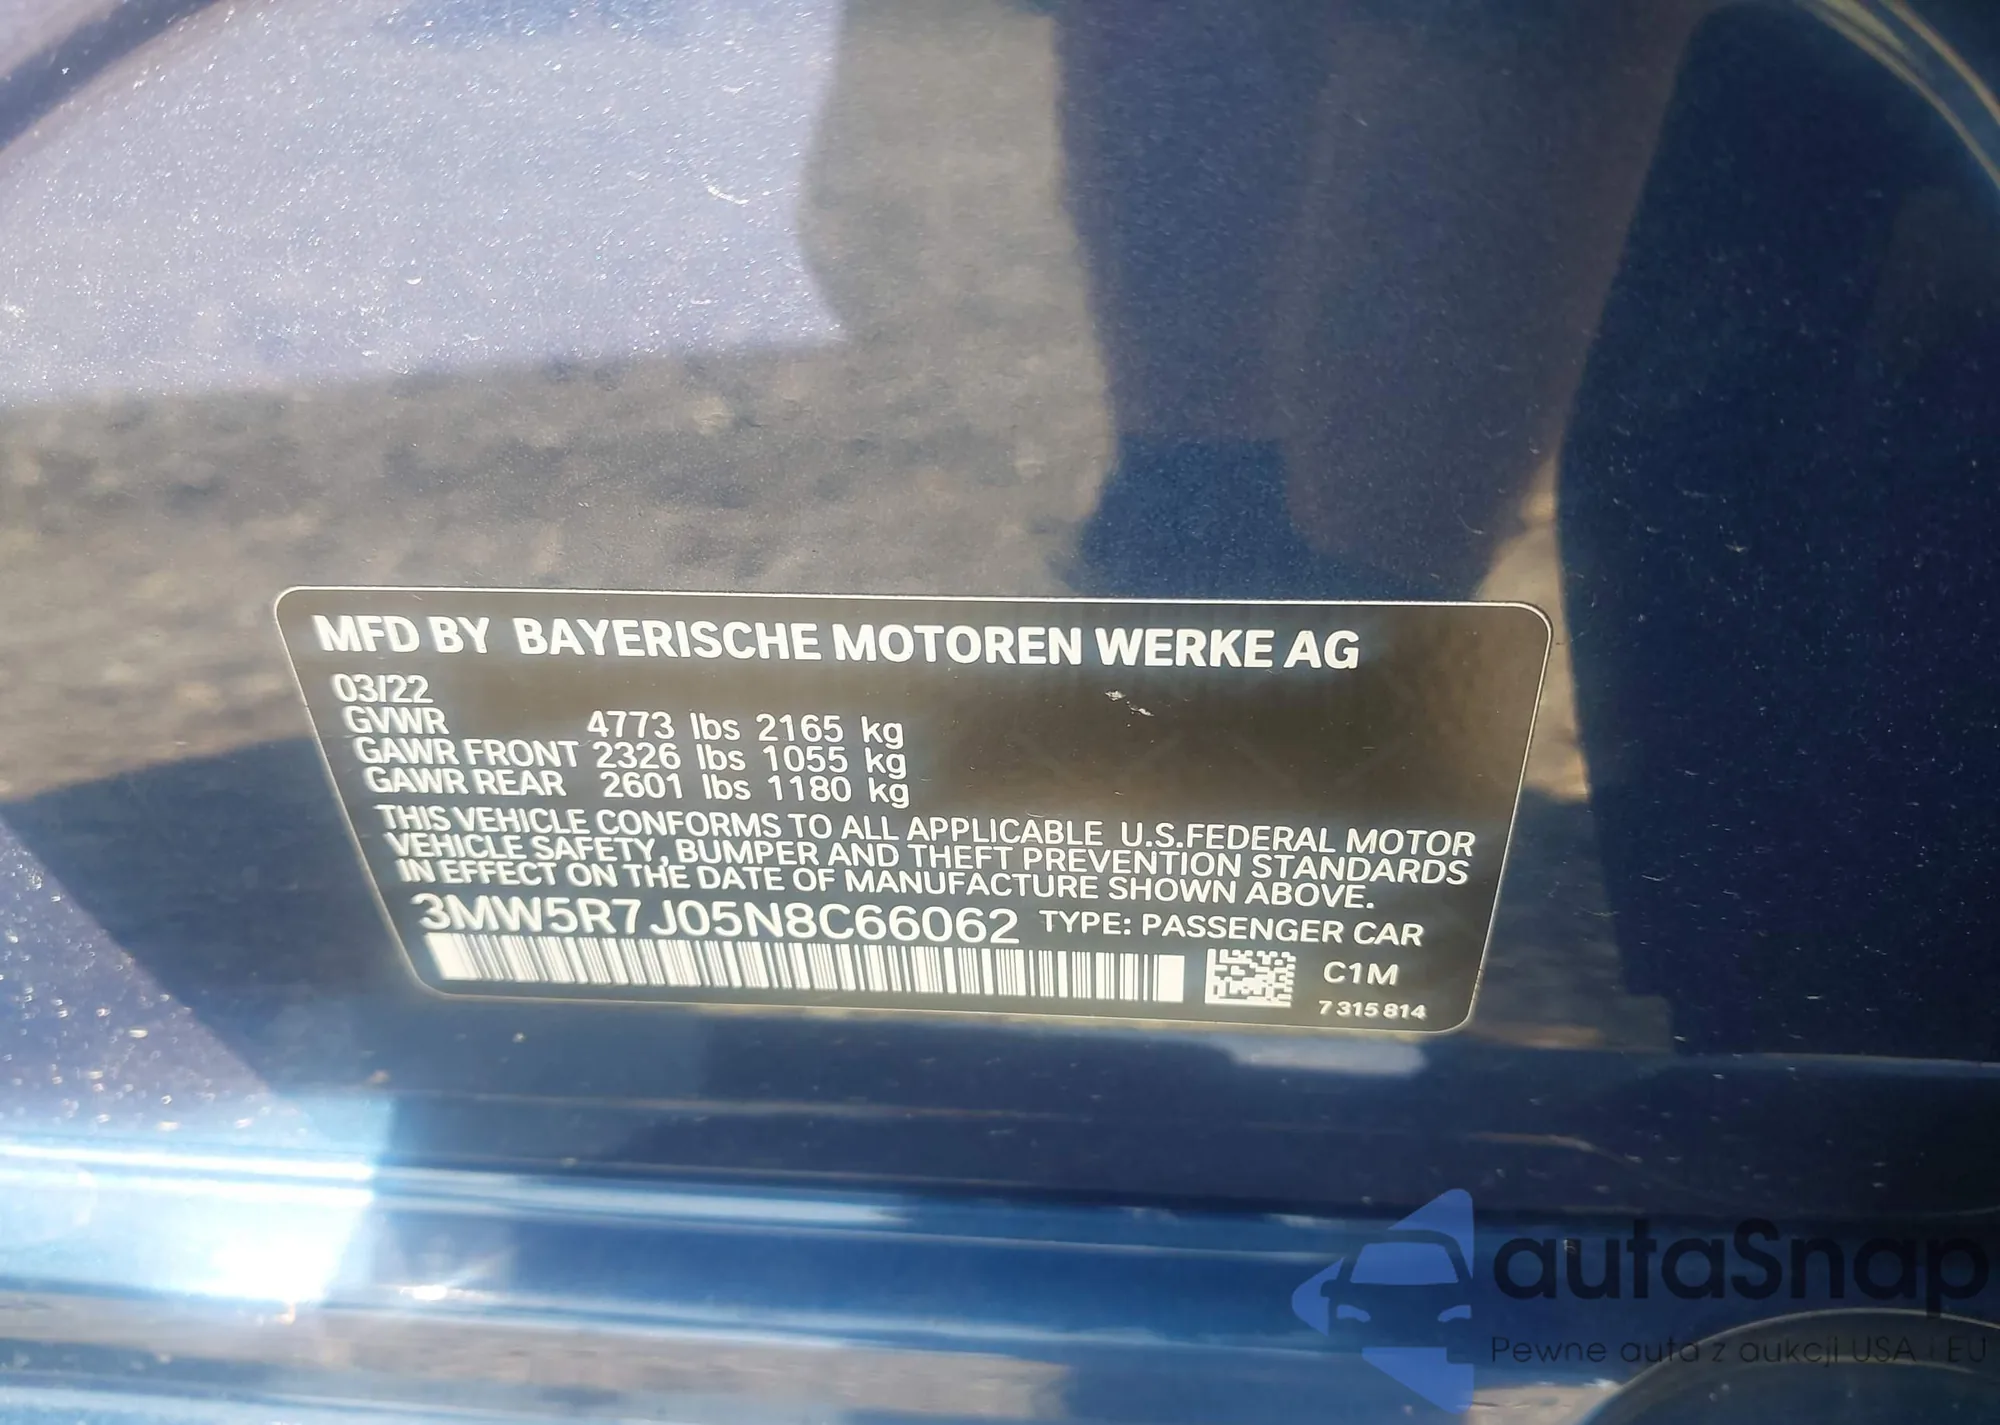 MFD BY BAYERISCHE MOTOREN WERKE AG
03/22
GVWR 4773 lbs 2165 kg
GAWR FRONT 2326 lbs 1055 kg
GAWR REAR 2601 lbs 1180 kg
THIS VEHICLE CONFORMS TO ALL APPLICABLE U.S.FEDERAL MOTOR
VEHICLE SAFETY, BUMPER AND THEFT PREVENTION STANDARDS
IN EFFECT ON THE DATE OF MANUFACTURE SHOWN ABOVE.
3MW5R7J05N8C66062 TYPE: PASSENGER CAR
C1M
7 315 814
autaSnap
Pewne auta z aukcji USA i EU